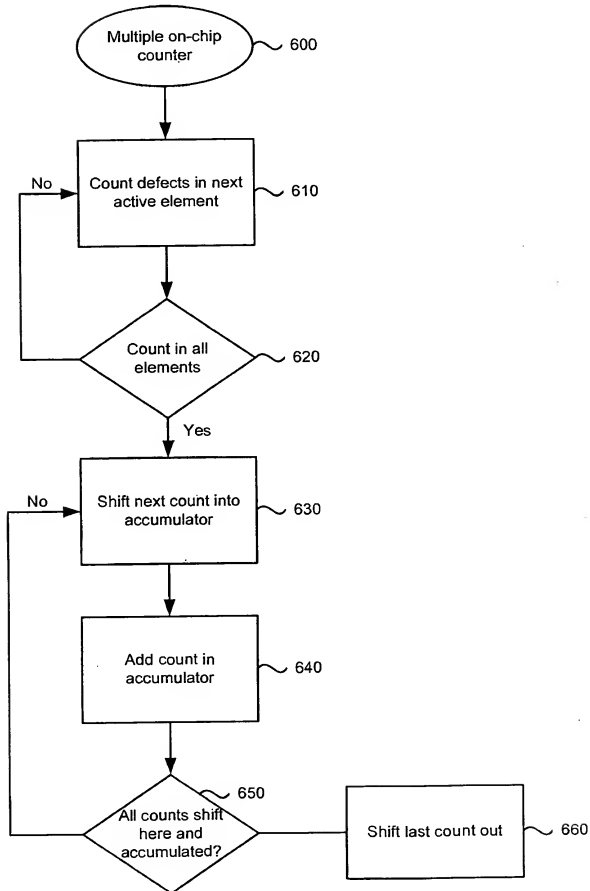 Multiple on-chip
counter
600
No
Count defects in next
active element
610
Count in all
elements
620
Yes
No
Shift next count into
accumulator
630
Add count in
accumulator
640
650
All counts shift
here and
accumulated?
Shift last count out
660